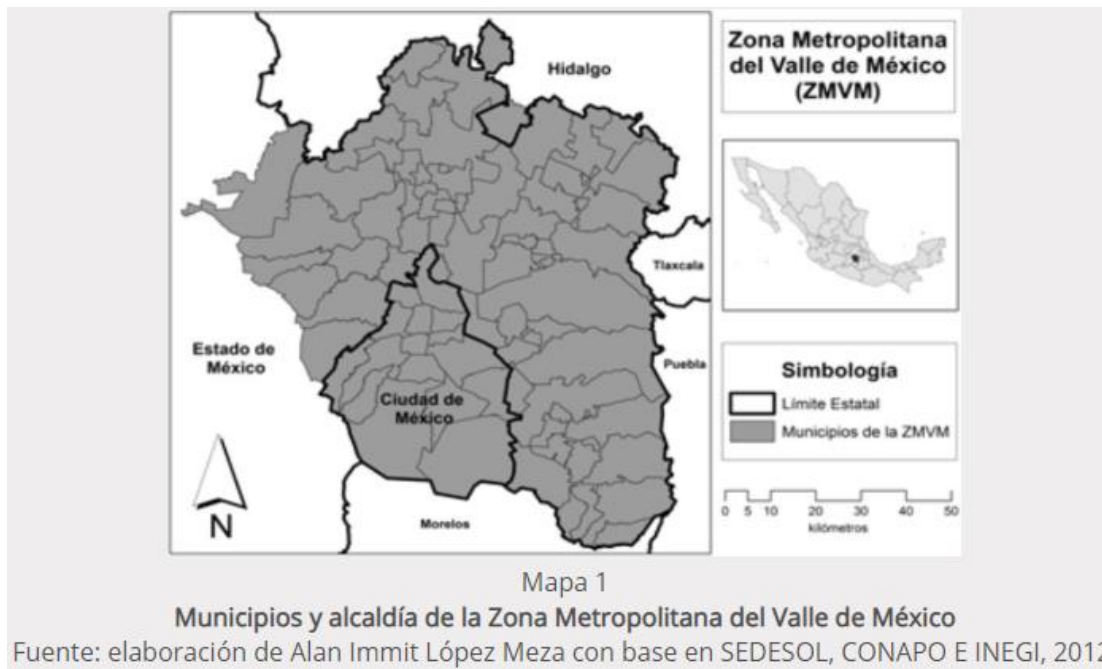 Zona Metropolitana
del Valle de México
(ZMVM)
Hidalgo
Tlaxcala
Puebla
Estado de
México
Ciudad de
México
Morelos
N
Simbología
Límite Estatal
Municipios de la ZMVM
0 5 10 20 30 40 50
kilómetros
Mapa 1
Municipios y alcaldía de la Zona Metropolitana del Valle de México
Fuente: elaboración de Alan Immit López Meza con base en SEDESOL, CONAPO E INEGI, 2012